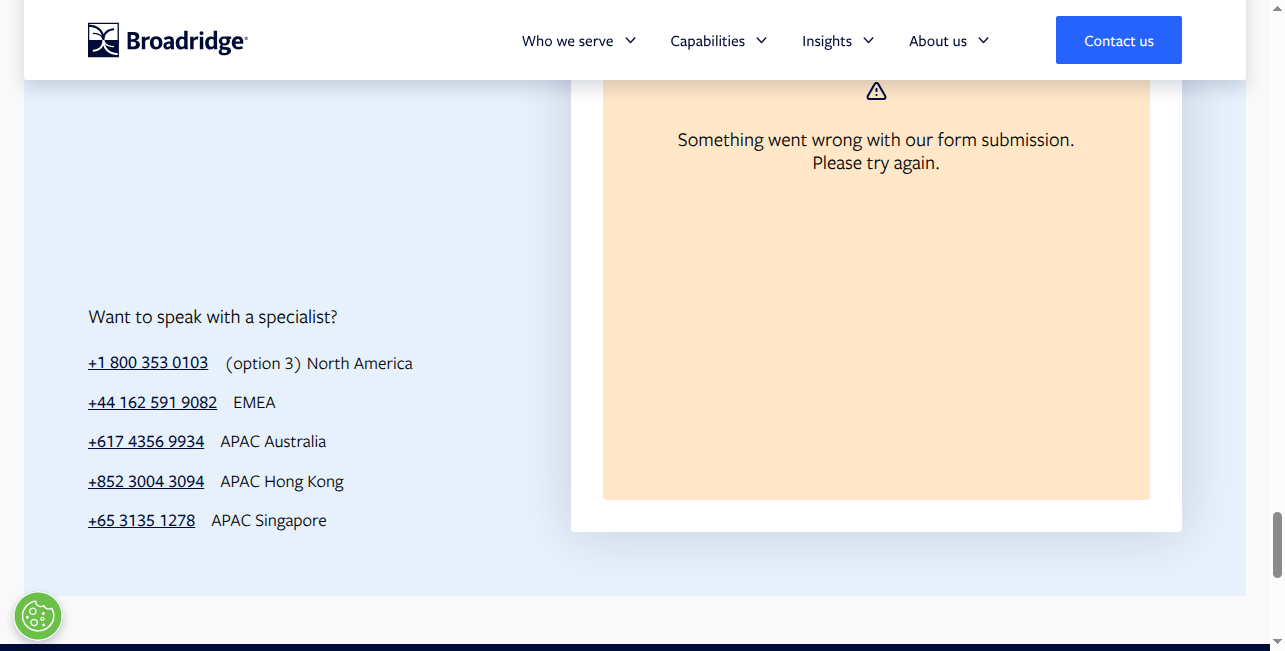 Broadridge
Who we serve
Capabilities
Insights
About us
Contact us
Something went wrong with our form submission.
Please try again.
Want to speak with a specialist?
+1 800 353 0103 (option 3) North America
+44 162 591 9082 EMEA
+617 4356 9934 APAC Australia
+852 3004 3094 APAC Hong Kong
+65 3135 1278 APAC Singapore